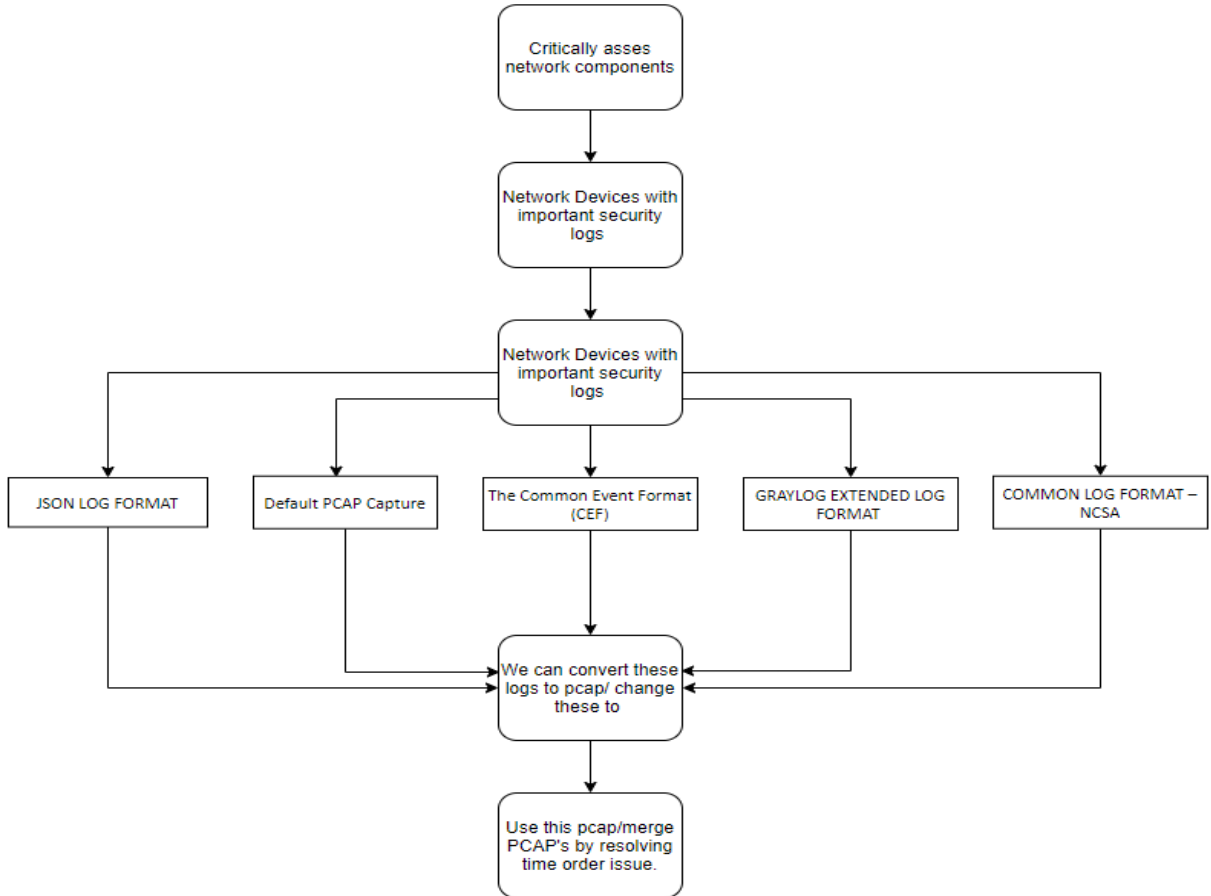 Critically asses
network components
Network Devices with
important security
logs
Network Devices with
important security
logs
JSON LOG FORMAT
Default PCAP Capture
The Common Event Format
(CEF)
GRAYLOG EXTENDED LOG
FORMAT
COMMON LOG FORMAT –
NCSA
We can convert these
logs to pcap/ change
these to
Use this pcap/merge
PCAP's by resolving
time order issue.